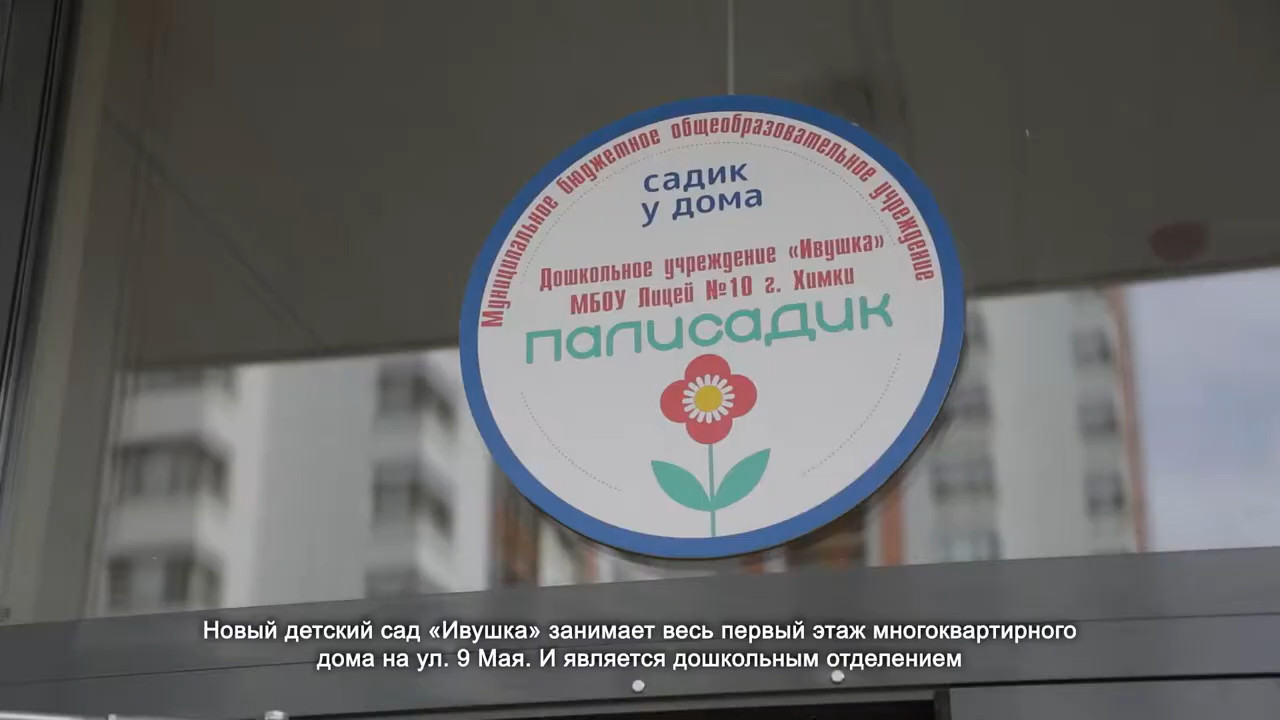 Муниципальное бюджетное общеобразовательное учреждение
садик
у дома
Дошкольное учреждение «Ивушка»
МБОУ Лицей №10 г. Химки
палисадик
Новый детский сад «Ивушка» занимает весь первый этаж многоквартирного
дома на ул. 9 Мая. И является дошкольным отделением